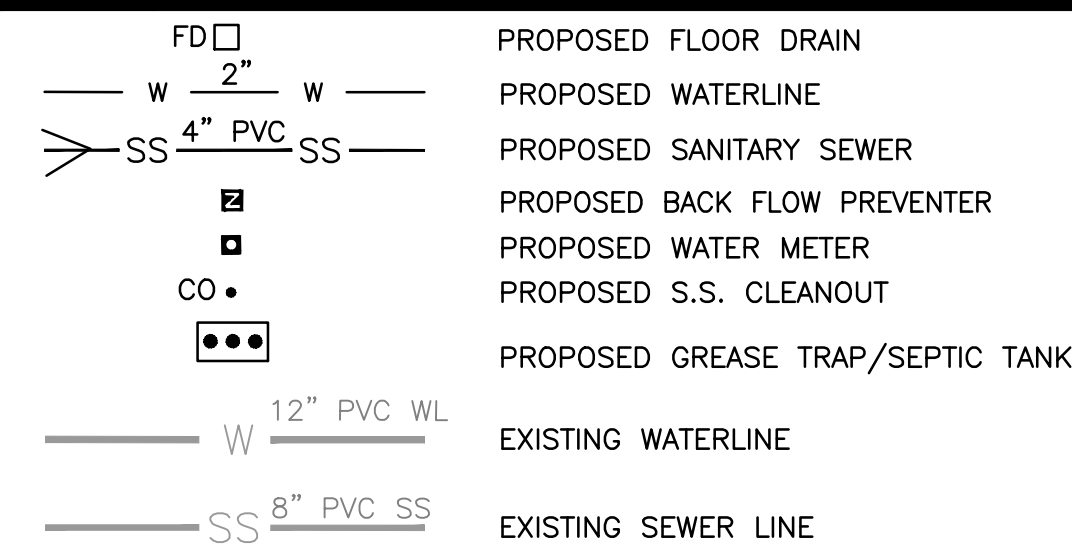 FD PROPOSED FLOOR DRAIN
W 2" W PROPOSED WATERLINE
SS 4" PVC SS PROPOSED SANITARY SEWER
Z PROPOSED BACK FLOW PREVENTER
PROPOSED WATER METER
CO PROPOSED S.S. CLEANOUT
PROPOSED GREASE TRAP/SEPTIC TANK
W 12" PVC WL EXISTING WATERLINE
SS 8" PVC SS EXISTING SEWER LINE